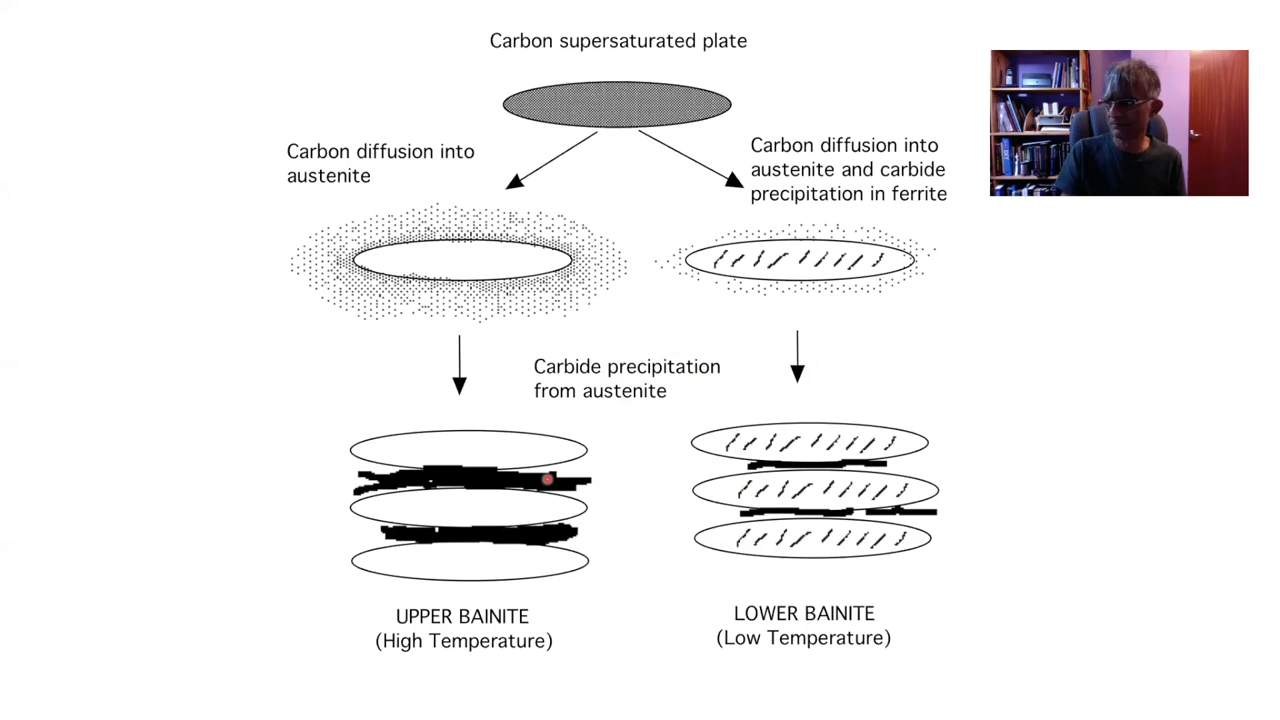 Carbon supersaturated plate
Carbon diffusion into
austenite
Carbon diffusion into
austenite and carbide
precipitation in ferrite
Carbide precipitation
from austenite
UPPER BAINITE
(High Temperature)
LOWER BAINITE
(Low Temperature)